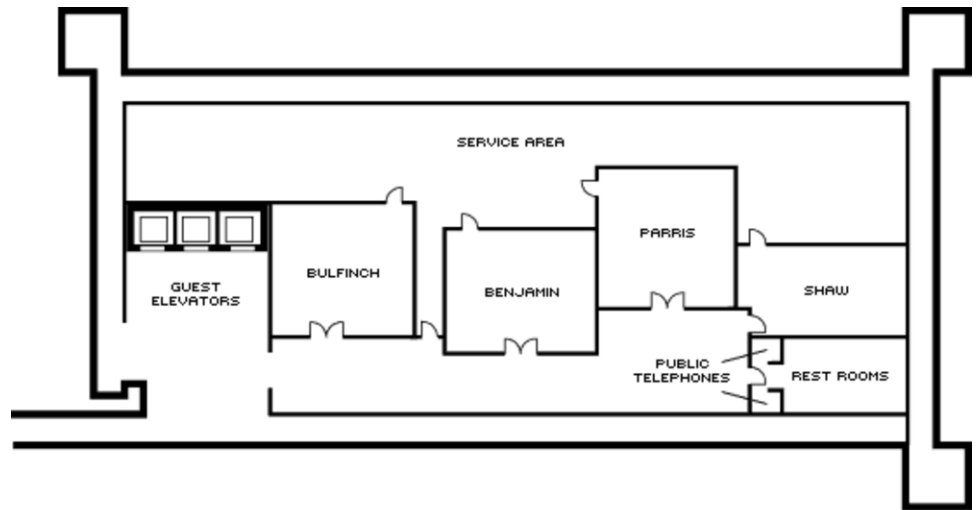 SERVICE AREA
PARRIS
BULFINCH
GUEST
ELEVATORS
BENJAMIN
SHAW
PUBLIC
TELEPHONES
REST ROOMS